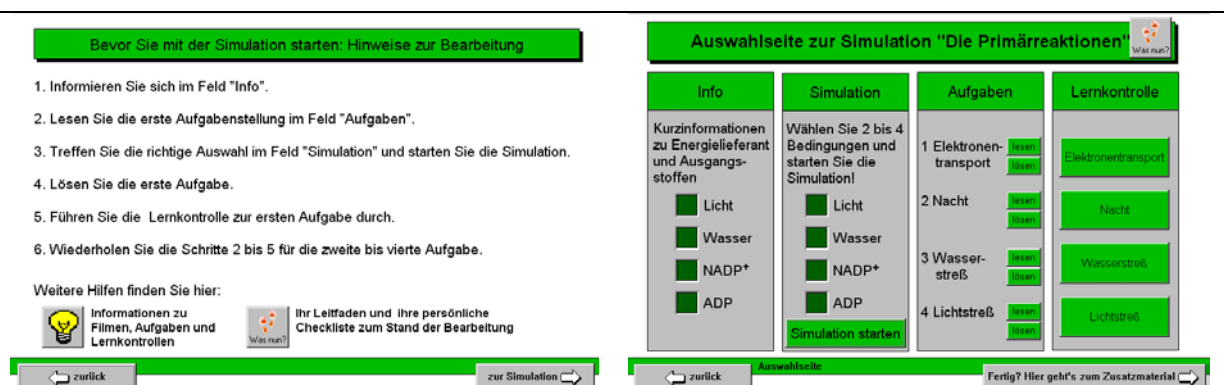 Bevor Sie mit der Simulation starten: Hinweise zur Bearbeitung
1. Informieren Sie sich im Feld "Info".
2. Lesen Sie die erste Aufgabenstellung im Feld "Aufgaben".
3. Treffen Sie die richtige Auswahl im Feld "Simulation" und starten Sie die Simulation.
4. Lösen Sie die erste Aufgabe.
5. Führen Sie die Lernkontrolle zur ersten Aufgabe durch.
6. Wiederholen Sie die Schritte 2 bis 5 für die zweite bis vierte Aufgabe.
Weitere Hilfen finden Sie hier:
Informationen zu
Filmen, Aufgaben und
Lernkontrollen
Was nun?
Ihr Leitfaden und ihre persönliche
Checkliste zum Stand der Bearbeitung
zurück
zur Simulation
Auswahlseite zur Simulation "Die Primärreaktionen"
Was nun?
Info
Kurzinformationen
zu Energielieferant
und Ausgangs-
stoffen
Licht
Wasser
NADP⁺
ADP
Simulation
Wählen Sie 2 bis 4
Bedingungen und
starten Sie die
Simulation!
Licht
Wasser
NADP⁺
ADP
Simulation starten
Aufgaben
1 Elektronen-
transport
lesen
lösen
2 Nacht
lesen
lösen
3 Wasser-
streß
lesen
lösen
4 Lichtstreß
lesen
lösen
Lernkontrolle
Elektronentransport
Nacht
Wasserstreß
Lichtstreß
Auswahlseite
zurück
Fertig? Hier geht's zum Zusatzmaterial